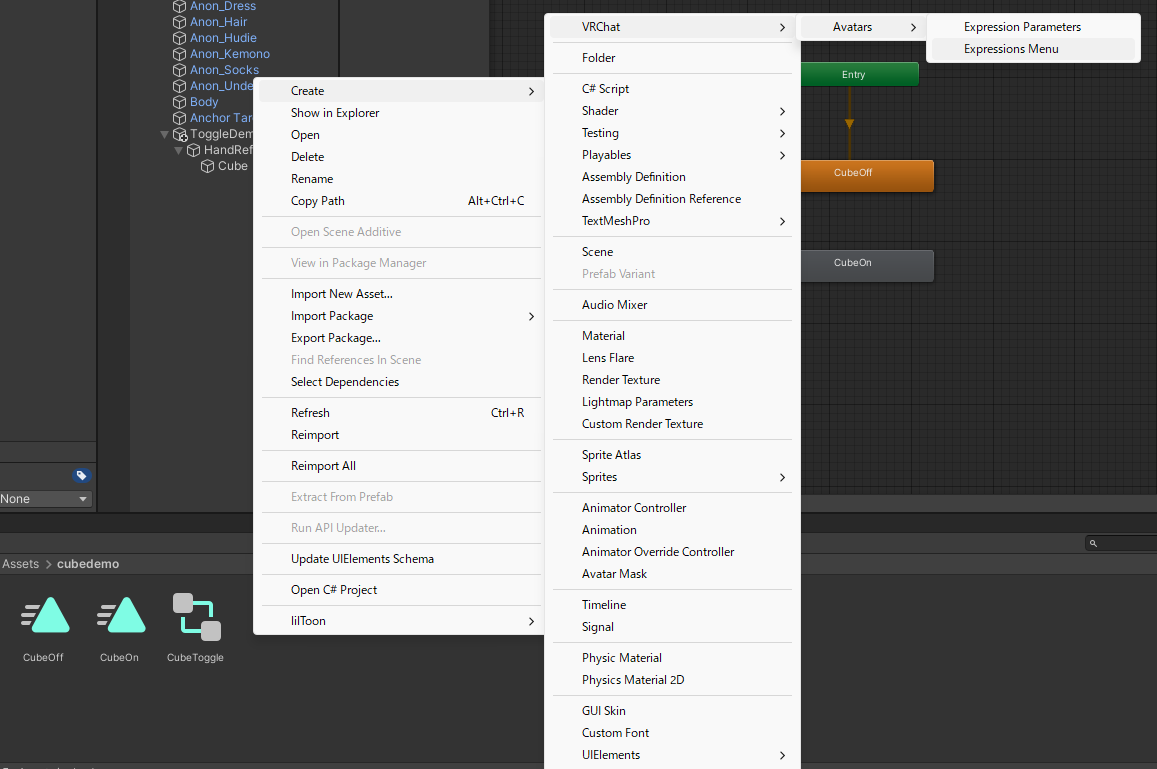 Anon_Dress
Anon_Hair
Anon_Hudie
Anon_Kemono
Anon_Socks
Anon_Unde
Body
Anchor Tar
ToggleDem
HandRef
Cube
None
Create
Show in Explorer
Open
Delete
Rename
Copy Path Alt+Ctrl+C
Open Scene Additive
View in Package Manager
Import New Asset...
Import Package
Export Package...
Find References In Scene
Select Dependencies
Refresh Ctrl+R
Reimport
Reimport All
Extract From Prefab
Run API Updater...
Update UIElements Schema
Open C# Project
lilToon
VRChat
Folder
C# Script
Shader
Testing
Playables
Assembly Definition
Assembly Definition Reference
TextMeshPro
Scene
Prefab Variant
Audio Mixer
Material
Lens Flare
Render Texture
Lightmap Parameters
Custom Render Texture
Sprite Atlas
Sprites
Animator Controller
Animation
Animator Override Controller
Avatar Mask
Timeline
Signal
Physic Material
Physics Material 2D
GUI Skin
Custom Font
UIElements
Avatars
Expression Parameters
Expressions Menu
Entry
CubeOff
CubeOn
Assets > cubedemo
CubeOff
CubeOn
CubeToggle